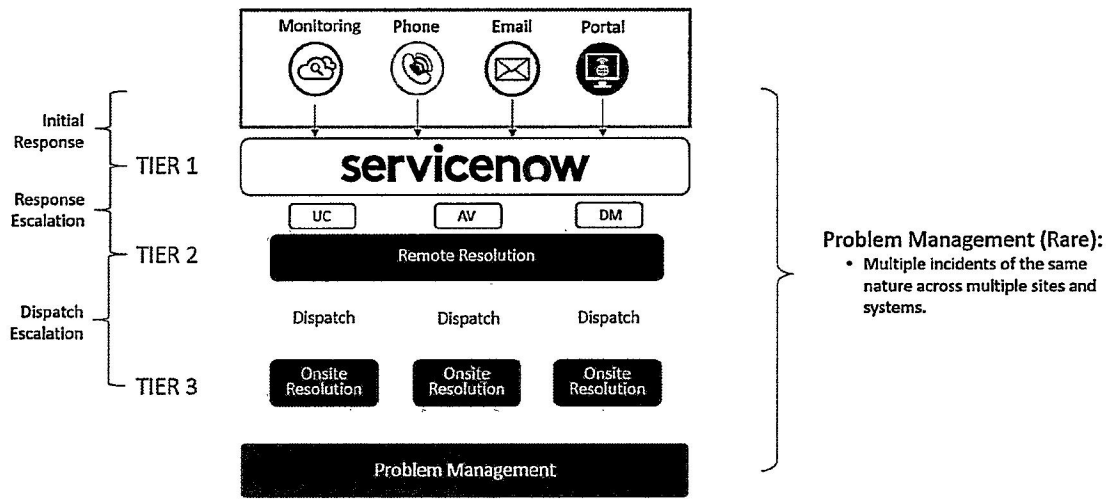 Monitoring Phone Email Portal
Initial
Response
TIER 1
servicenow
Response
Escalation
UC AV DM
TIER 2
Remote Resolution
Problem Management (Rare):
• Multiple incidents of the same
nature across multiple sites and
systems.
Dispatch
Escalation
Dispatch Dispatch Dispatch
TIER 3
Onsite
Resolution
Onsite
Resolution
Onsite
Resolution
Problem Management